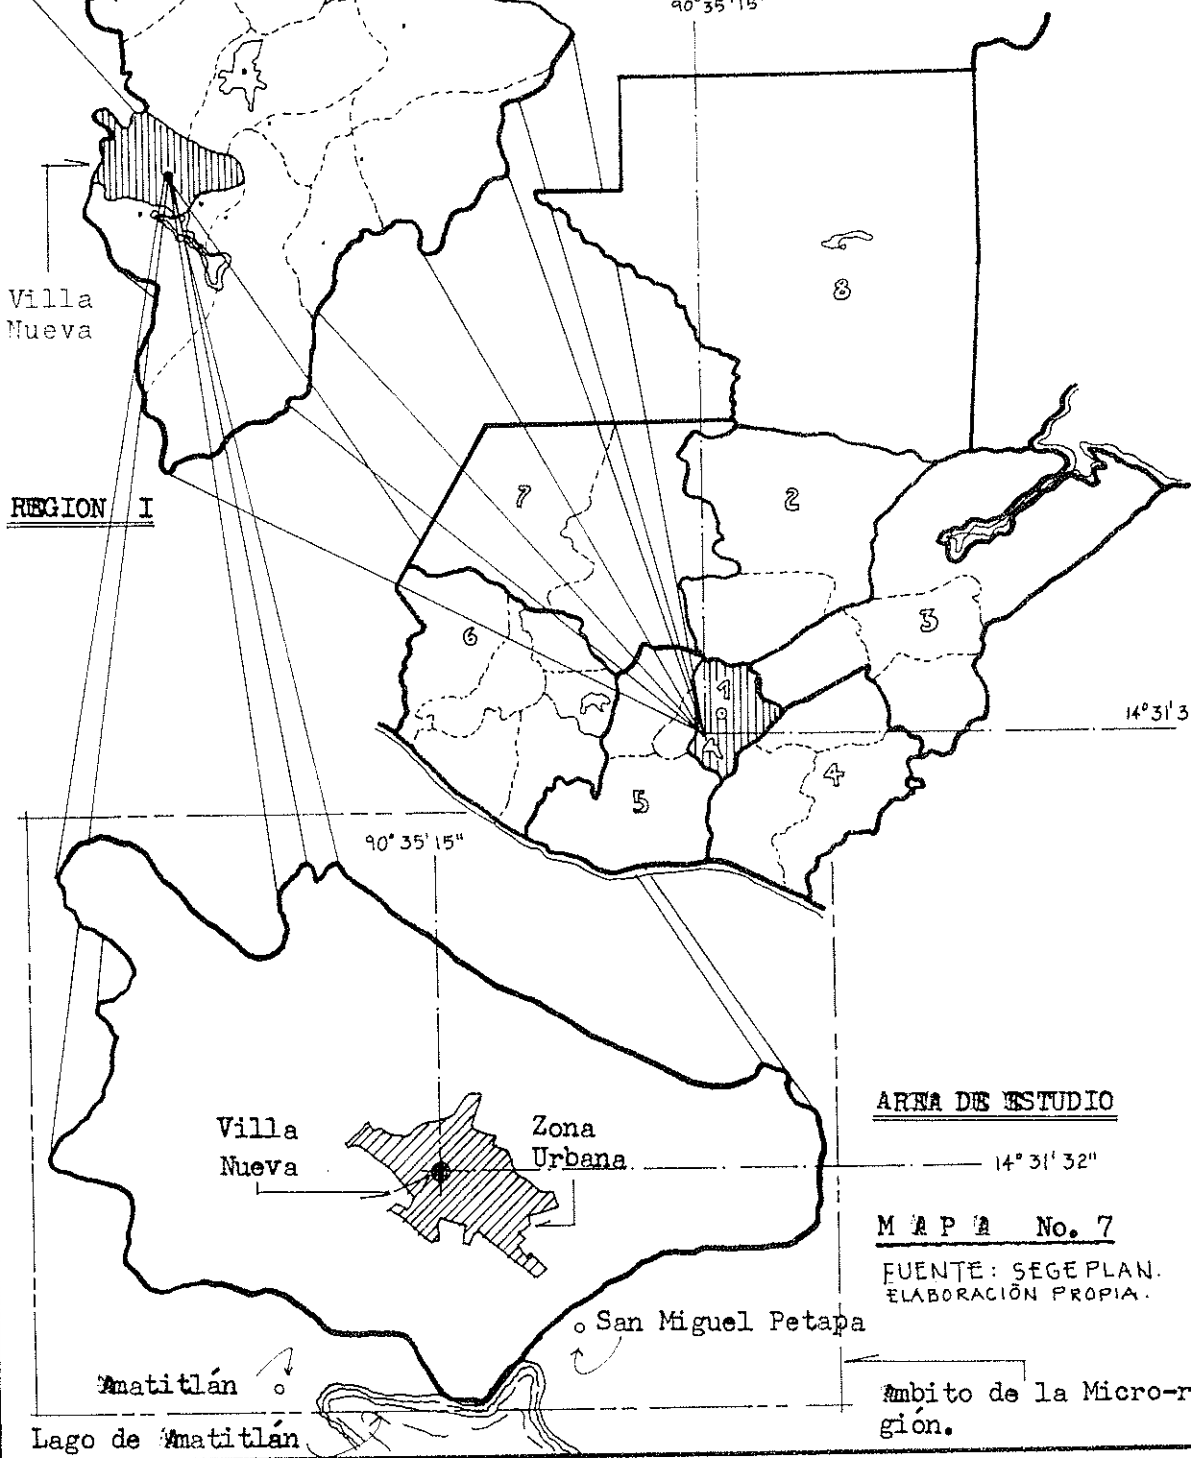 90°35'15"
8
Villa
Nueva
7
2
REGION I
6
3
1
14°31'3
4
5
90° 35' 15"
AREA DE ESTUDIO
Villa
Nueva
Zona
Urbana
14° 31' 32"
M A P A No. 7
FUENTE: SEGEPLAN.
ELABORACIÓN PROPIA.
San Miguel Petapa
Amatitlán
Ambito de la Micro-r
gión.
Lago de Amatitlán